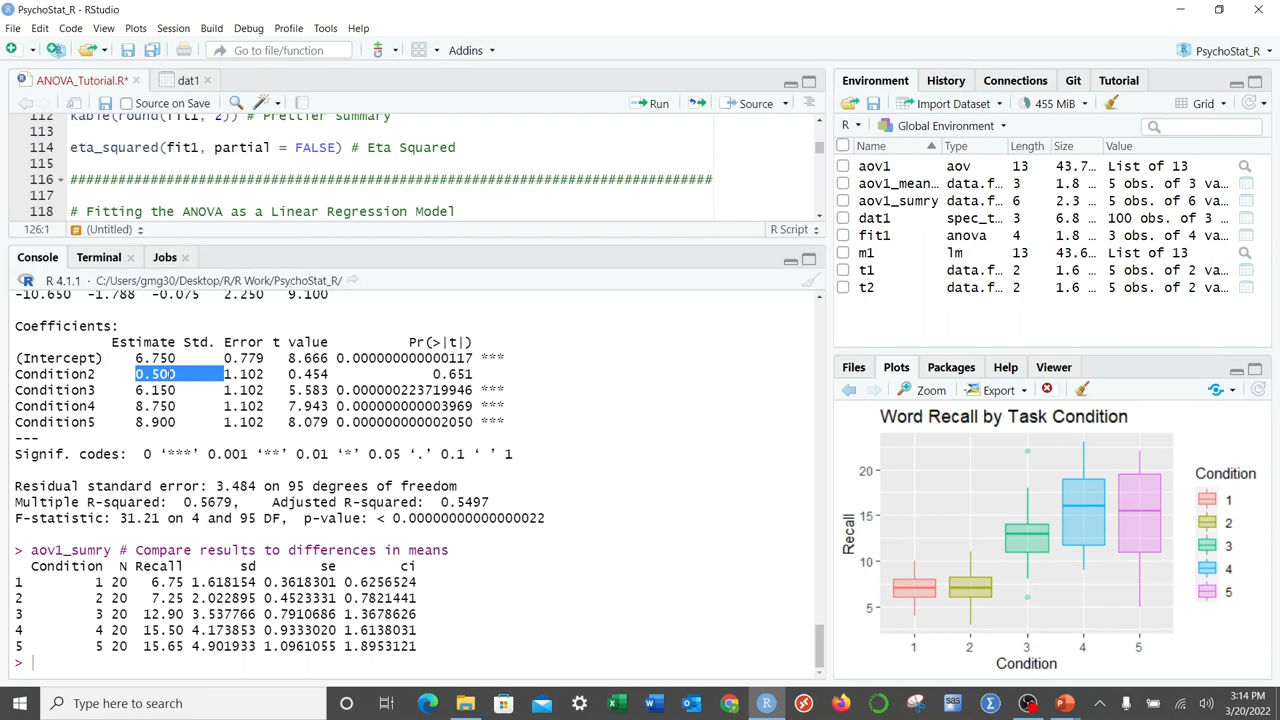 PsychoStat_R - RStudio
File Edit Code View Plots Session Build Debug Profile Tools Help
Go to file/function Addins PsychoStat_R
ANOVA_Tutorial.R* dat1
Source on Save Run Source
112 kable(round(fit1, 2)) # Prettier summary
113
114 eta_squared(fit1, partial = FALSE) # Eta Squared
115
116 ################################################################################
117
118 # Fitting the ANOVA as a Linear Regression Model
126:1 (Untitled) R Script
Console Terminal Jobs
R 4.1.1 · C:/Users/gmg30/Desktop/R/R Work/PsychoStat_R/
-10.650 -1.788 -0.075 2.250 9.100
Coefficients:
Estimate Std. Error t value Pr(>|t|)
(Intercept) 6.750 0.779 8.666 0.000000000000117 ***
Condition2 0.500 1.102 0.454 0.651
Condition3 6.150 1.102 5.583 0.000000223719946 ***
Condition4 8.750 1.102 7.943 0.000000000003969 ***
Condition5 8.900 1.102 8.079 0.000000000002050 ***
---
Signif. codes: 0 ‘***’ 0.001 ‘**’ 0.01 ‘*’ 0.05 ‘.’ 0.1 ‘ ’ 1
Residual standard error: 3.484 on 95 degrees of freedom
Multiple R-squared: 0.5679, Adjusted R-squared: 0.5497
F-statistic: 31.21 on 4 and 95 DF, p-value: < 0.00000000000000022
> aov1_sumry # Compare results to differences in means
Condition N Recall sd se ci
1 1 20 6.75 1.618154 0.3618301 0.6256524
2 2 20 7.25 2.022895 0.4523331 0.7821441
3 3 20 12.90 3.537766 0.7910686 1.3678626
4 4 20 15.50 4.173853 0.9333020 1.6138031
5 5 20 15.65 4.901933 1.0961055 1.8953121
>
Environment History Connections Git Tutorial
Import Dataset 455 MiB Grid
R Global Environment
Name Type Length Size Value
aov1 aov 13 43.7… List of 13
aov1_mean… data.f… 3 1.8 … 5 obs. of 3 va…
aov1_sumry data.f… 6 2.3 … 5 obs. of 6 va…
dat1 spec_t… 3 6.8 … 100 obs. of 3 …
fit1 anova 4 1.8 … 3 obs. of 4 va…
m1 lm 13 43.6… List of 13
t1 data.f… 2 1.6 … 5 obs. of 2 va…
t2 data.f… 2 1.6 … 5 obs. of 2 va…
Files Plots Packages Help Viewer
Zoom Export
Word Recall by Task Condition
Recall
20
15
10
5
1 2 3 4 5
Condition
Condition
1
2
3
4
5
Type here to search
3:14 PM
3/20/2022